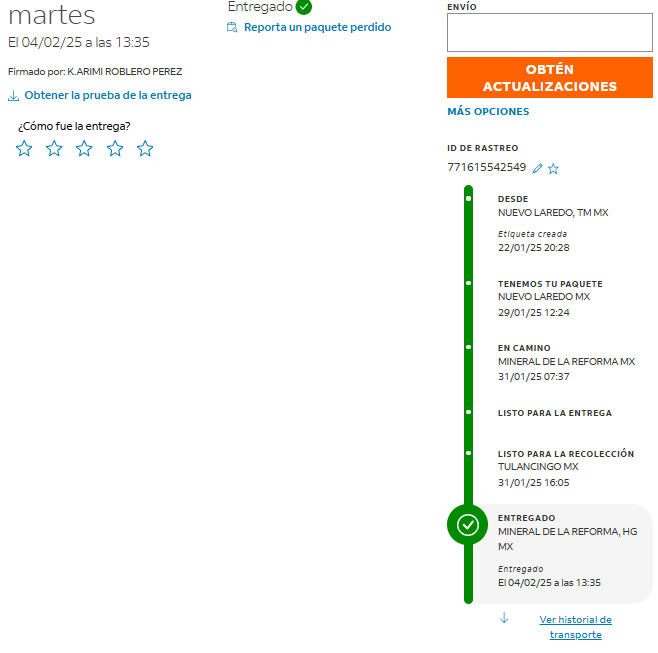 martes
El 04/02/25 a las 13:35
Firmado por: K.ARIMI ROBLERO PEREZ
Obtener la prueba de la entrega
¿Cómo fue la entrega?
Entregado
Reporta un paquete perdido
ENVÍO
OBTÉN
ACTUALIZACIONES
MÁS OPCIONES
ID DE RASTREO
771615542549
DESDE
NUEVO LAREDO, TM MX
Etiqueta creada
22/01/25 20:28
TENEMOS TU PAQUETE
NUEVO LAREDO MX
29/01/25 12:24
EN CAMINO
MINERAL DE LA REFORMA MX
31/01/25 07:37
LISTO PARA LA ENTREGA
LISTO PARA LA RECOLECCIÓN
TULANCINGO MX
31/01/25 16:05
ENTREGADO
MINERAL DE LA REFORMA, HG
MX
Entregado
El 04/02/25 a las 13:35
Ver historial de
transporte